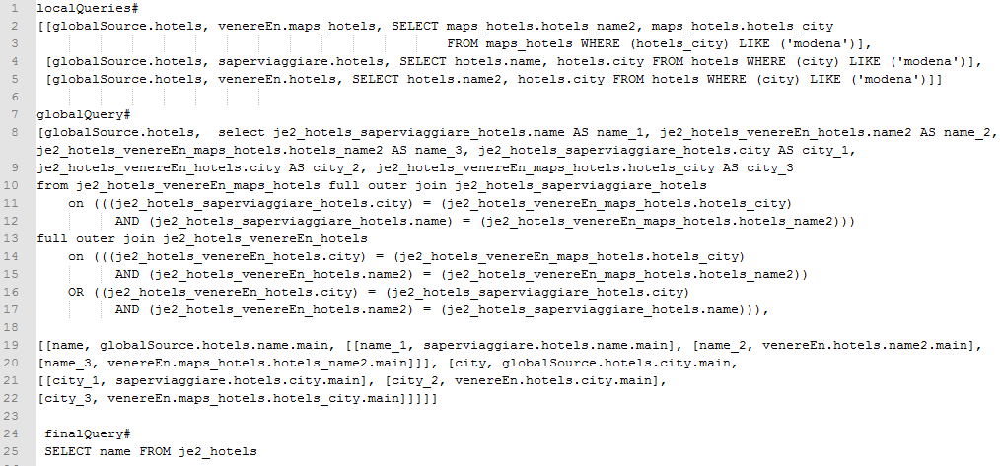 1 localQueries#
2 [[globalSource.hotels, venereEn.maps_hotels, SELECT maps_hotels.hotels_name2, maps_hotels.hotels_city
3 FROM maps_hotels WHERE (hotels_city) LIKE ('modena')],
4 [globalSource.hotels, saperviaggiare.hotels, SELECT hotels.name, hotels.city FROM hotels WHERE (city) LIKE ('modena')],
5 [globalSource.hotels, venereEn.hotels, SELECT hotels.name2, hotels.city FROM hotels WHERE (city) LIKE ('modena')]]
6
7 globalQuery#
8 [globalSource.hotels, select je2_hotels_saperviaggiare_hotels.name AS name_1, je2_hotels_venereEn_hotels.name2 AS name_2,
je2_hotels_venereEn_maps_hotels.hotels_name2 AS name_3, je2_hotels_saperviaggiare_hotels.city AS city_1,
9 je2_hotels_venereEn_hotels.city AS city_2, je2_hotels_venereEn_maps_hotels.hotels_city AS city_3
10 from je2_hotels_venereEn_maps_hotels full outer join je2_hotels_saperviaggiare_hotels
11 on (((je2_hotels_saperviaggiare_hotels.city) = (je2_hotels_venereEn_maps_hotels.hotels_city)
12 AND (je2_hotels_saperviaggiare_hotels.name) = (je2_hotels_venereEn_maps_hotels.hotels_name2)))
13 full outer join je2_hotels_venereEn_hotels
14 on (((je2_hotels_venereEn_hotels.city) = (je2_hotels_venereEn_maps_hotels.hotels_city)
15 AND (je2_hotels_venereEn_hotels.name2) = (je2_hotels_venereEn_maps_hotels.hotels_name2))
16 OR ((je2_hotels_venereEn_hotels.city) = (je2_hotels_saperviaggiare_hotels.city)
17 AND (je2_hotels_venereEn_hotels.name2) = (je2_hotels_saperviaggiare_hotels.name))),
18
19 [[name, globalSource.hotels.name.main, [[name_1, saperviaggiare.hotels.name.main], [name_2, venereEn.hotels.name2.main],
20 [name_3, venereEn.maps_hotels.hotels_name2.main]]], [city, globalSource.hotels.city.main,
21 [[city_1, saperviaggiare.hotels.city.main], [city_2, venereEn.hotels.city.main],
22 [city_3, venereEn.maps_hotels.hotels_city.main]]]]]
23
24 finalQuery#
25 SELECT name FROM je2_hotels